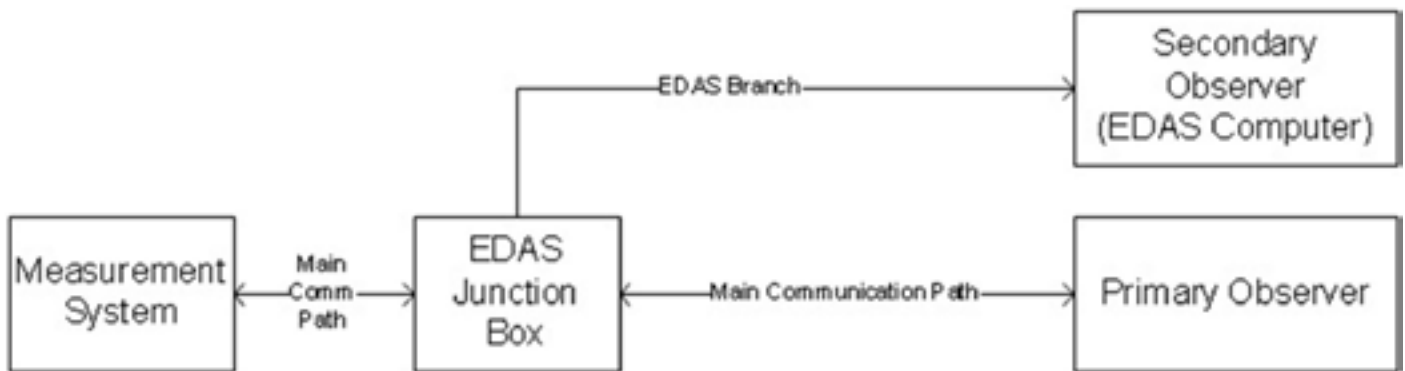 Secondary
Observer
(EDAS Computer)
EDAS Branch
Measurement
System
Main
Comm
Path
EDAS
Junction
Box
Main Communication Path
Primary Observer